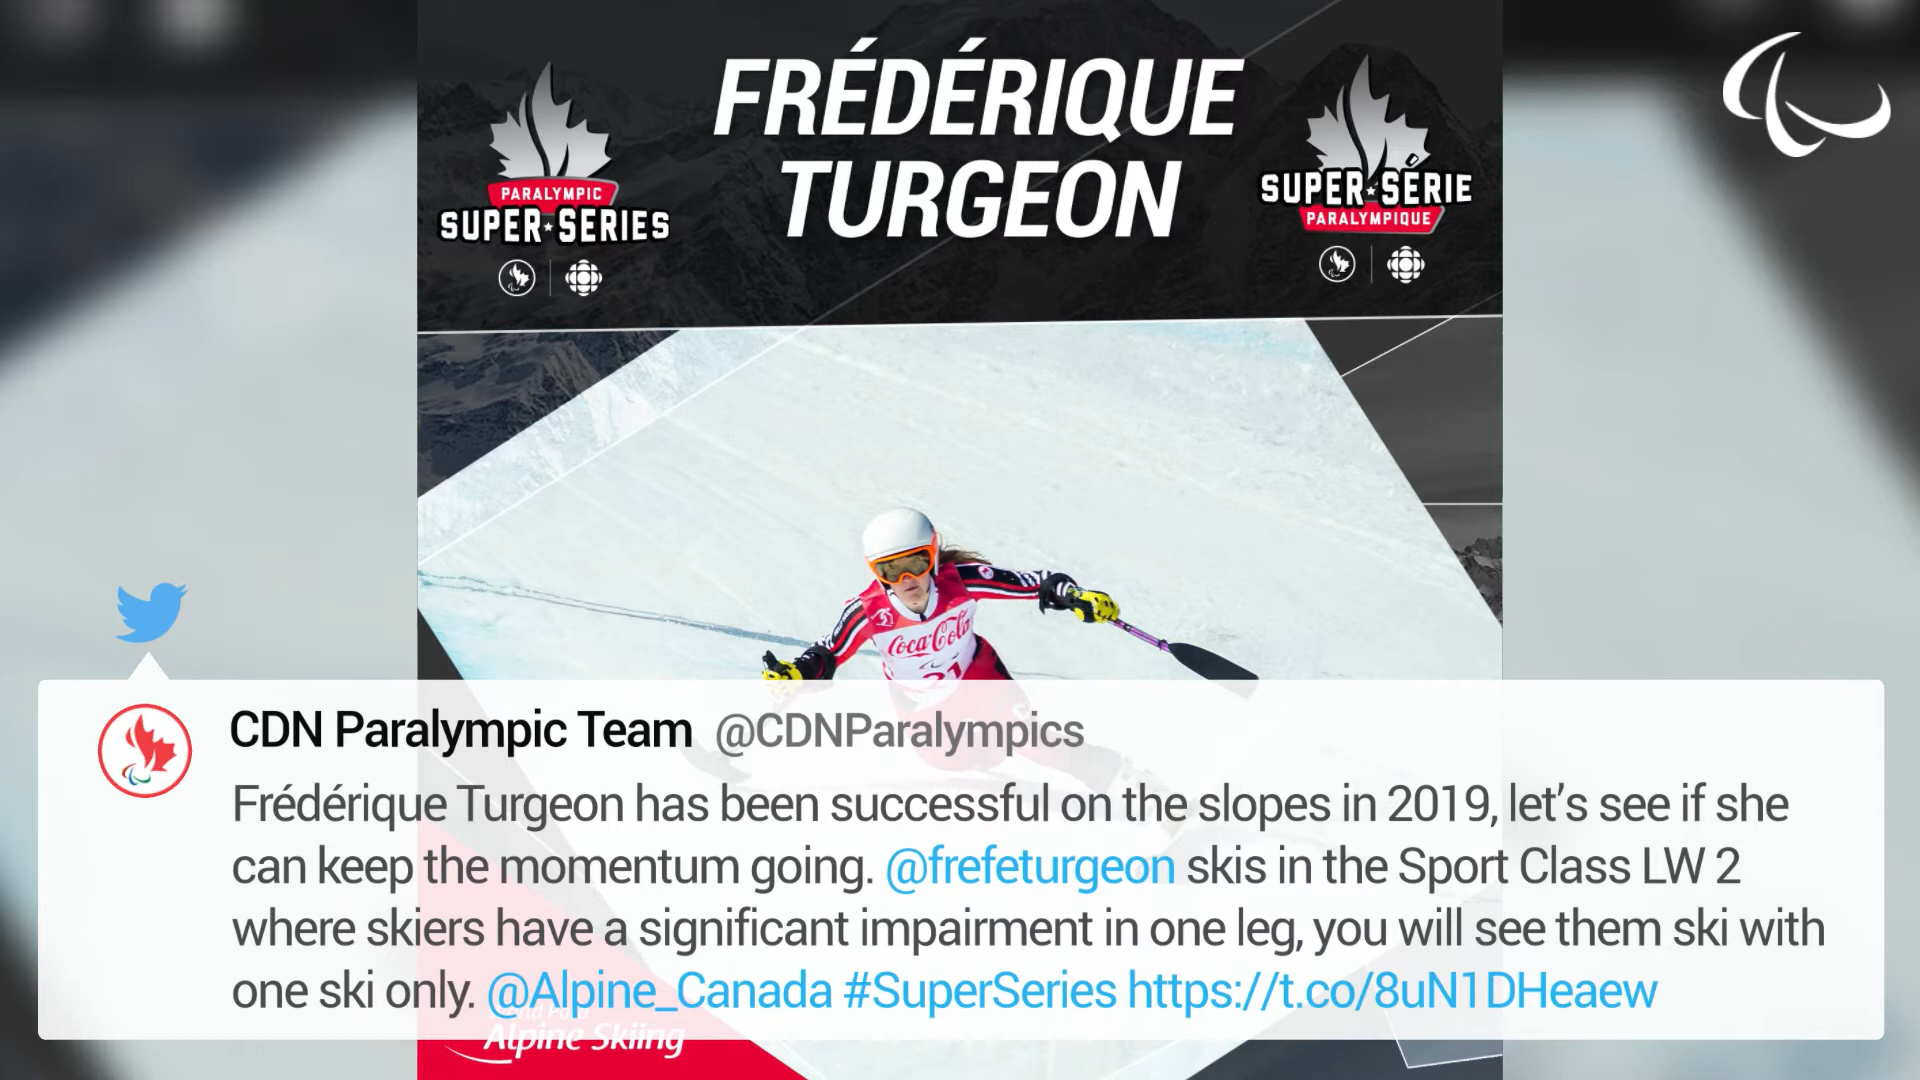 FRÉDÉRIQUE
TURGEON
PARALYMPIC
SUPER SERIES
SUPER SÉRIE
PARALYMPIQUE
Coca-Cola
31
CDN Paralympic Team @CDNParalympics
Frédérique Turgeon has been successful on the slopes in 2019, let's see if she
can keep the momentum going. @frefeturgeon skis in the Sport Class LW 2
where skiers have a significant impairment in one leg, you will see them ski with
one ski only. @Alpine_Canada #SuperSeries https://t.co/8uN1DHeaew
World Para
Alpine Skiing